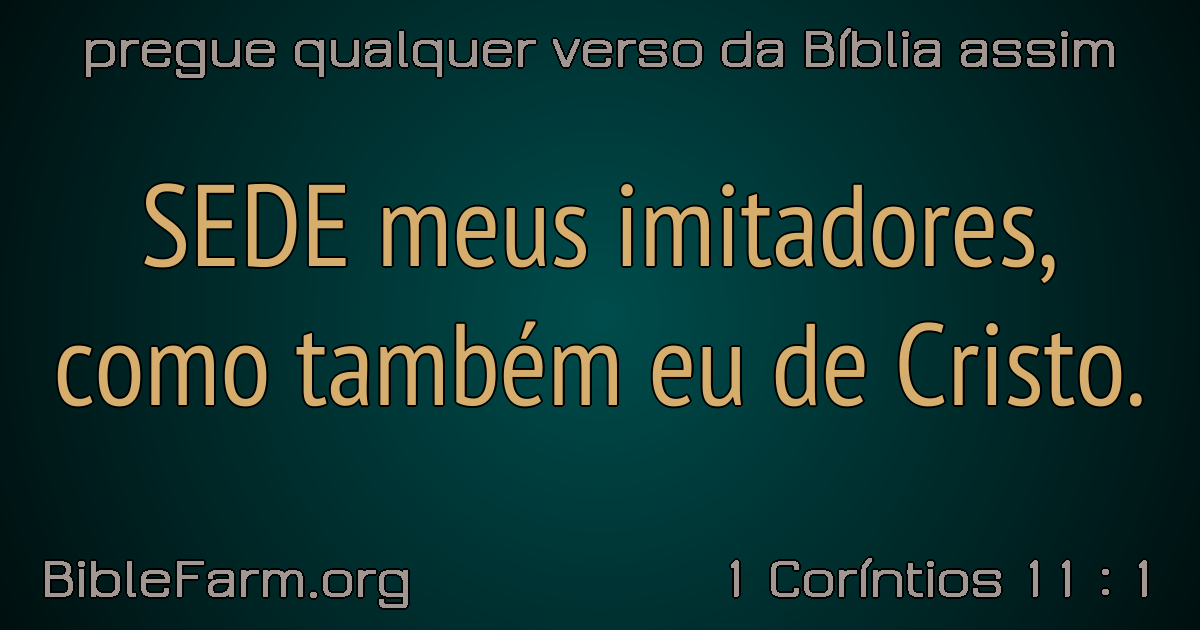 pregue qualquer verso da Bíblia assim
SEDE meus imitadores,
como também eu de Cristo.
BibleFarm.org
1 Coríntios 11 : 1